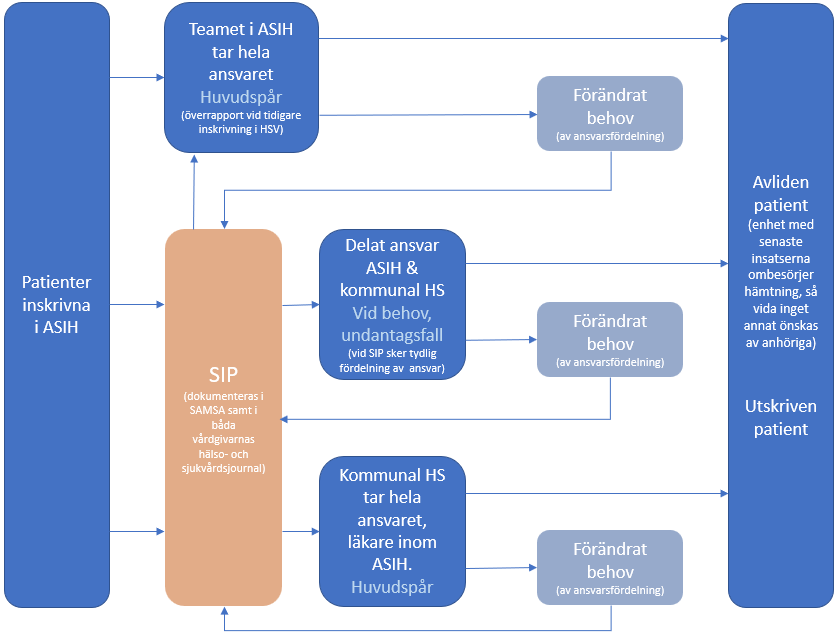 Patienter
inskrivna
i ASIH
Teamet i ASIH
tar hela
ansvaret
Huvudspår
(överrapport vid tidigare
inskrivning i HSV)
Förändrat
behov
(av ansvarsfördelning)
SIP
(dokumenteras i
SAMSA samt i
båda
vårdgivarnas
hälso- och
sjukvårdsjournal)
Delat ansvar
ASIH &
kommunal HS
Vid behov,
undantagsfall
(vid SIP sker tydlig
fördelning av ansvar)
Förändrat
behov
(av ansvarsfördelning)
Kommunal HS
tar hela
ansvaret,
läkare inom
ASIH.
Huvudspår
Förändrat
behov
(av ansvarsfördelning)
Avliden
patient
(enhet med
senaste
insatserna
ombesörjer
hämtning, så
vida inget
annat önskas
av anhöriga)
Utskriven
patient